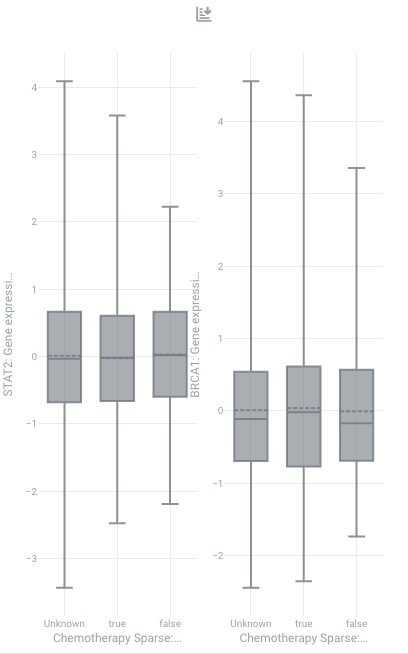 STAT2: Gene expressi...
4
3
2
1
0
−1
−2
−3
Unknown true false
Chemotherapy Sparse:...
BRCA1: Gene expressi...
4
3
2
1
0
−1
−2
Unknown true false
Chemotherapy Sparse:...